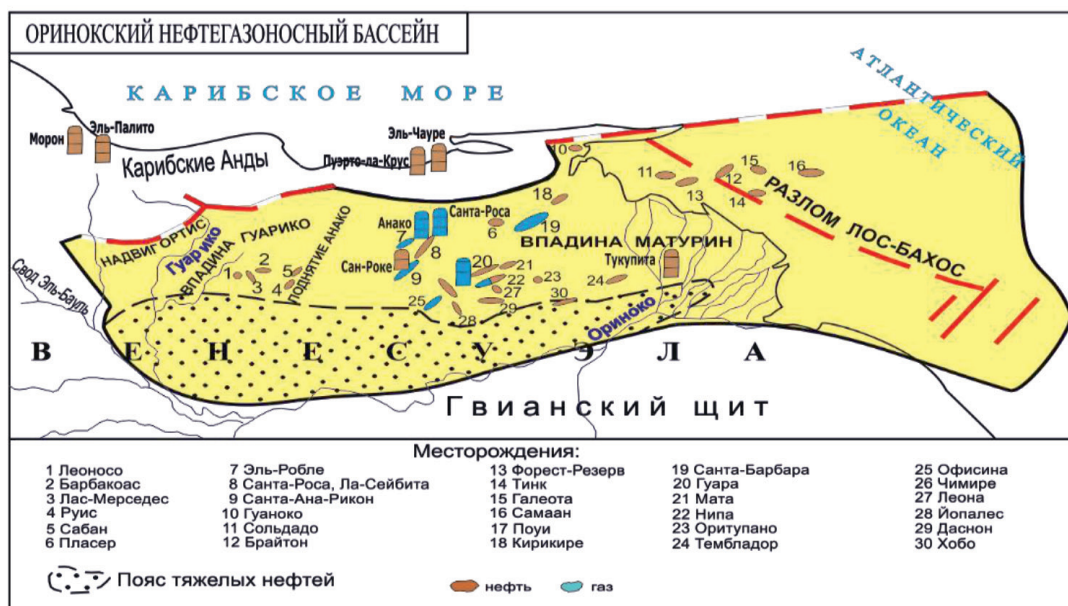 ОРИНОКСКИЙ НЕФТЕГАЗОНОСНЫЙ БАССЕЙН
КАРИБСКОЕ МОРЕ
АТЛАНТИЧЕСКИЙ
ОКЕАН
Морон
Эль-Палито
Эль-Чауре
Пуэрто-ла-Крус
Карибские Анды
10
11
12
13
14
15
16
РАЗЛОМ ЛОС-БАХОС
НАДВИГ ОРТИС
Гуарико
ВПАДИНА ГУАРИКО
ПОДНЯТИЕ АНАКО
Анако
Санта-Роса
Сан-Роке
7
8
9
6
18
19
ВПАДИНА МАТУРИН
Тукупита
1
2
3
4
5
20
21
22
23
24
25
27
28
29
30
Свод Эль-Бауль
Ориноко
ВЕНЕСУЭЛА
Гвианский щит
Месторождения:
1 Леоносо
2 Барбакоас
3 Лас-Мерседес
4 Руис
5 Сабан
6 Пласер
7 Эль-Робле
8 Санта-Роса, Ла-Сейбита
9 Санта-Ана-Рикон
10 Гуаноко
11 Сольдадо
12 Брайтон
13 Форест-Резерв
14 Тинк
15 Галеота
16 Самаан
17 Поуи
18 Кирикире
19 Санта-Барбара
20 Гуара
21 Мата
22 Нипа
23 Оритупано
24 Тембладор
25 Офисина
26 Чимире
27 Леона
28 Йопалес
29 Даснон
30 Хобо
Пояс тяжелых нефтей
нефть
газ